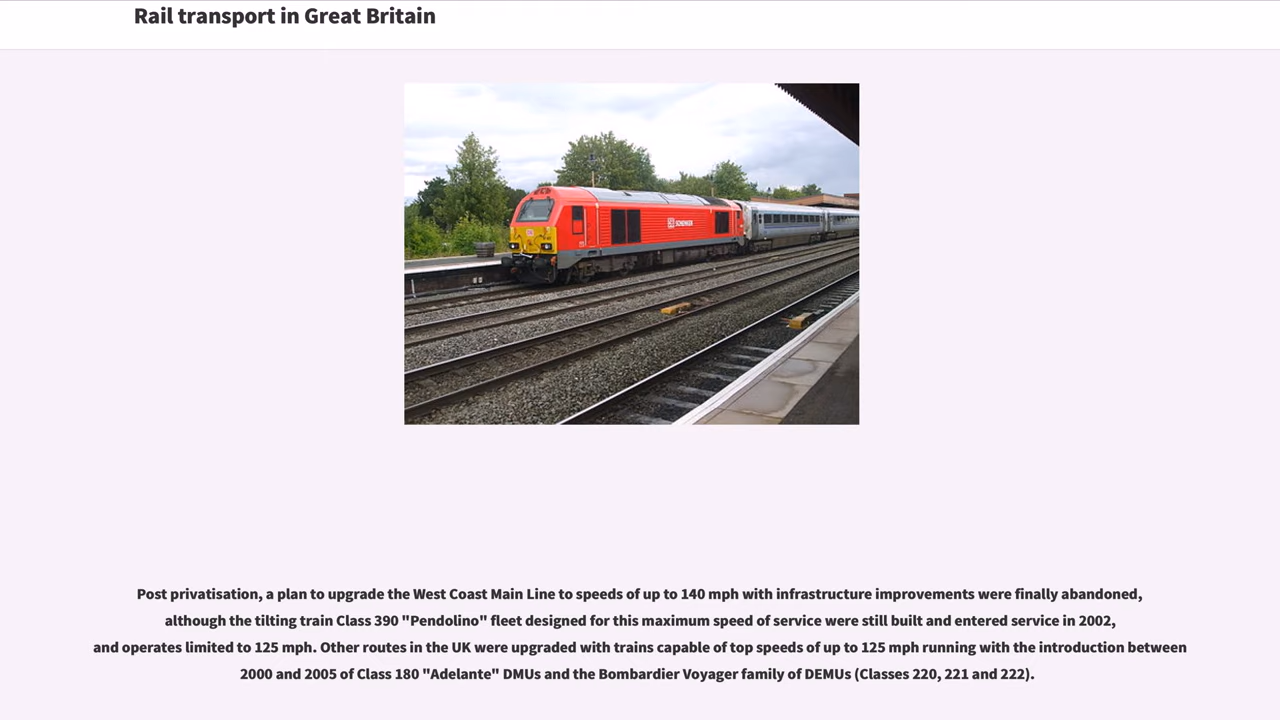 Rail transport in Great Britain
SCHENKER
Post privatisation, a plan to upgrade the West Coast Main Line to speeds of up to 140 mph with infrastructure improvements were finally abandoned,
although the tilting train Class 390 "Pendolino" fleet designed for this maximum speed of service were still built and entered service in 2002,
and operates limited to 125 mph. Other routes in the UK were upgraded with trains capable of top speeds of up to 125 mph running with the introduction between
2000 and 2005 of Class 180 "Adelante" DMUs and the Bombardier Voyager family of DEMUs (Classes 220, 221 and 222).